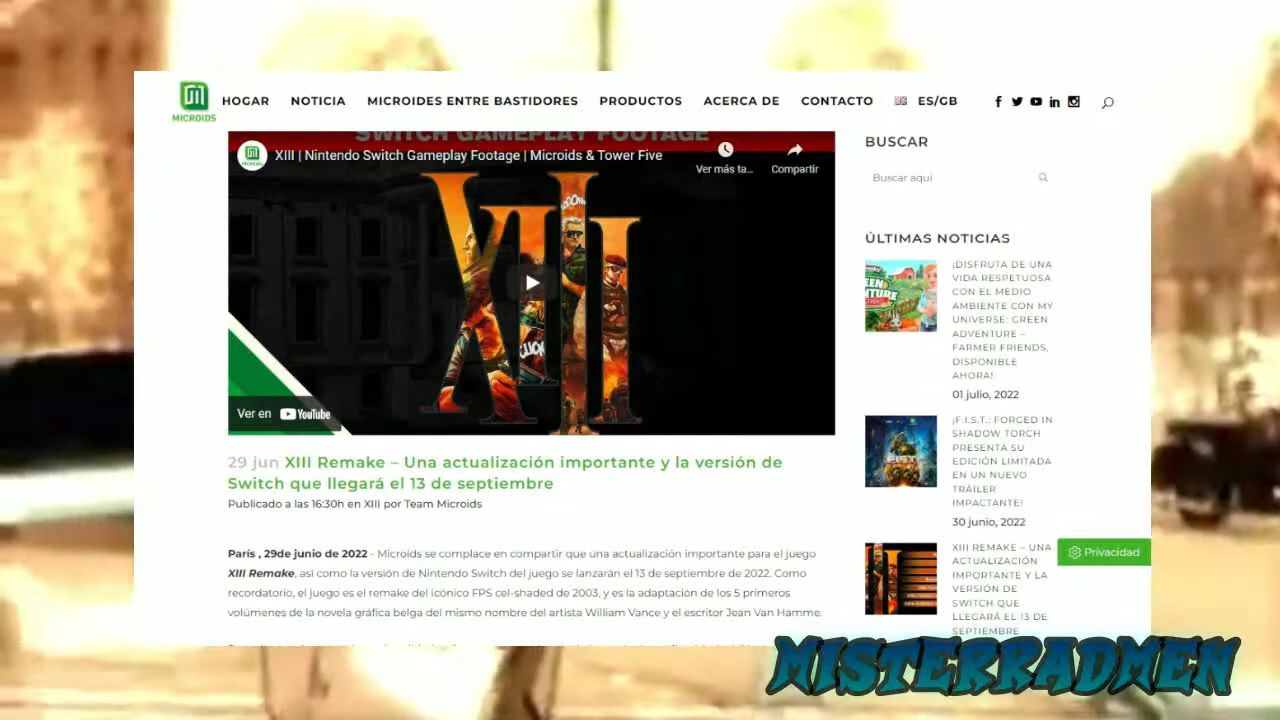 MICROIDS
HOGAR NOTICIA MICROIDES ENTRE BASTIDORES PRODUCTOS ACERCA DE CONTACTO ES/GB
SWITCH GAMEPLAY FOOTAGE
XIII | Nintendo Switch Gameplay Footage | Microids & Tower Five
Ver más ta... Compartir
XIII
Ver en YouTube
29 jun XIII Remake – Una actualización importante y la versión de
Switch que llegará el 13 de septiembre
Publicado a las 16:30h en XIII por Team Microids
París , 29de junio de 2022 - Microids se complace en compartir que una actualización importante para el juego
XIII Remake, así como la versión de Nintendo Switch del juego se lanzarán el 13 de septiembre de 2022. Como
recordatorio, el juego es el remake del icónico FPS cel-shaded de 2003, y es la adaptación de los 5 primeros
volúmenes de la novela gráfica belga del mismo nombre del artista William Vance y el escritor Jean Van Hamme.
BUSCAR
Buscar aquí
ÚLTIMAS NOTICIAS
¡DISFRUTA DE UNA
VIDA RESPETUOSA
CON EL MEDIO
AMBIENTE CON MY
UNIVERSE: GREEN
ADVENTURE –
FARMER FRIENDS,
DISPONIBLE
AHORA!
01 julio, 2022
¡F.I.S.T.: FORGED IN
SHADOW TORCH
PRESENTA SU
EDICIÓN LIMITADA
EN UN NUEVO
TRÁILER
IMPACTANTE!
30 junio, 2022
XIII REMAKE – UNA
ACTUALIZACIÓN
IMPORTANTE Y LA
VERSIÓN DE
SWITCH QUE
LLEGARÁ EL 13 DE
SEPTIEMBRE
Privacidad
MISTERRADMEN